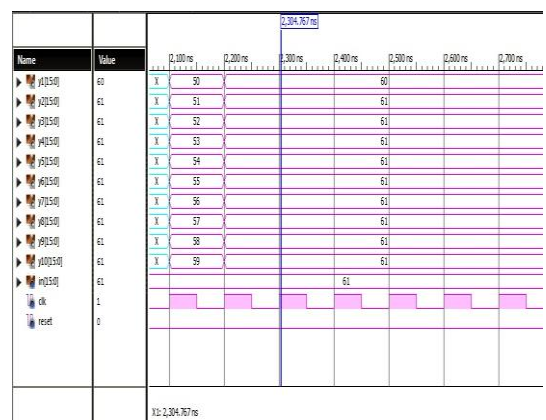 2,304.767 ns
Name Value 2,100 ns 2,200 ns 2,300 ns 2,400 ns 2,500 ns 2,600 ns 2,700 ns
y1[15:0] 60 X 50 60
y2[15:0] 61 X 51 61
y3[15:0] 61 X 52 61
y4[15:0] 61 X 53 61
y5[15:0] 61 X 54 61
y6[15:0] 61 X 55 61
y7[15:0] 61 X 56 61
y8[15:0] 61 X 57 61
y9[15:0] 61 X 58 61
y10[15:0] 61 X 59 61
in[15:0] 61 61
clk 1
reset 0
X1: 2,304.767 ns